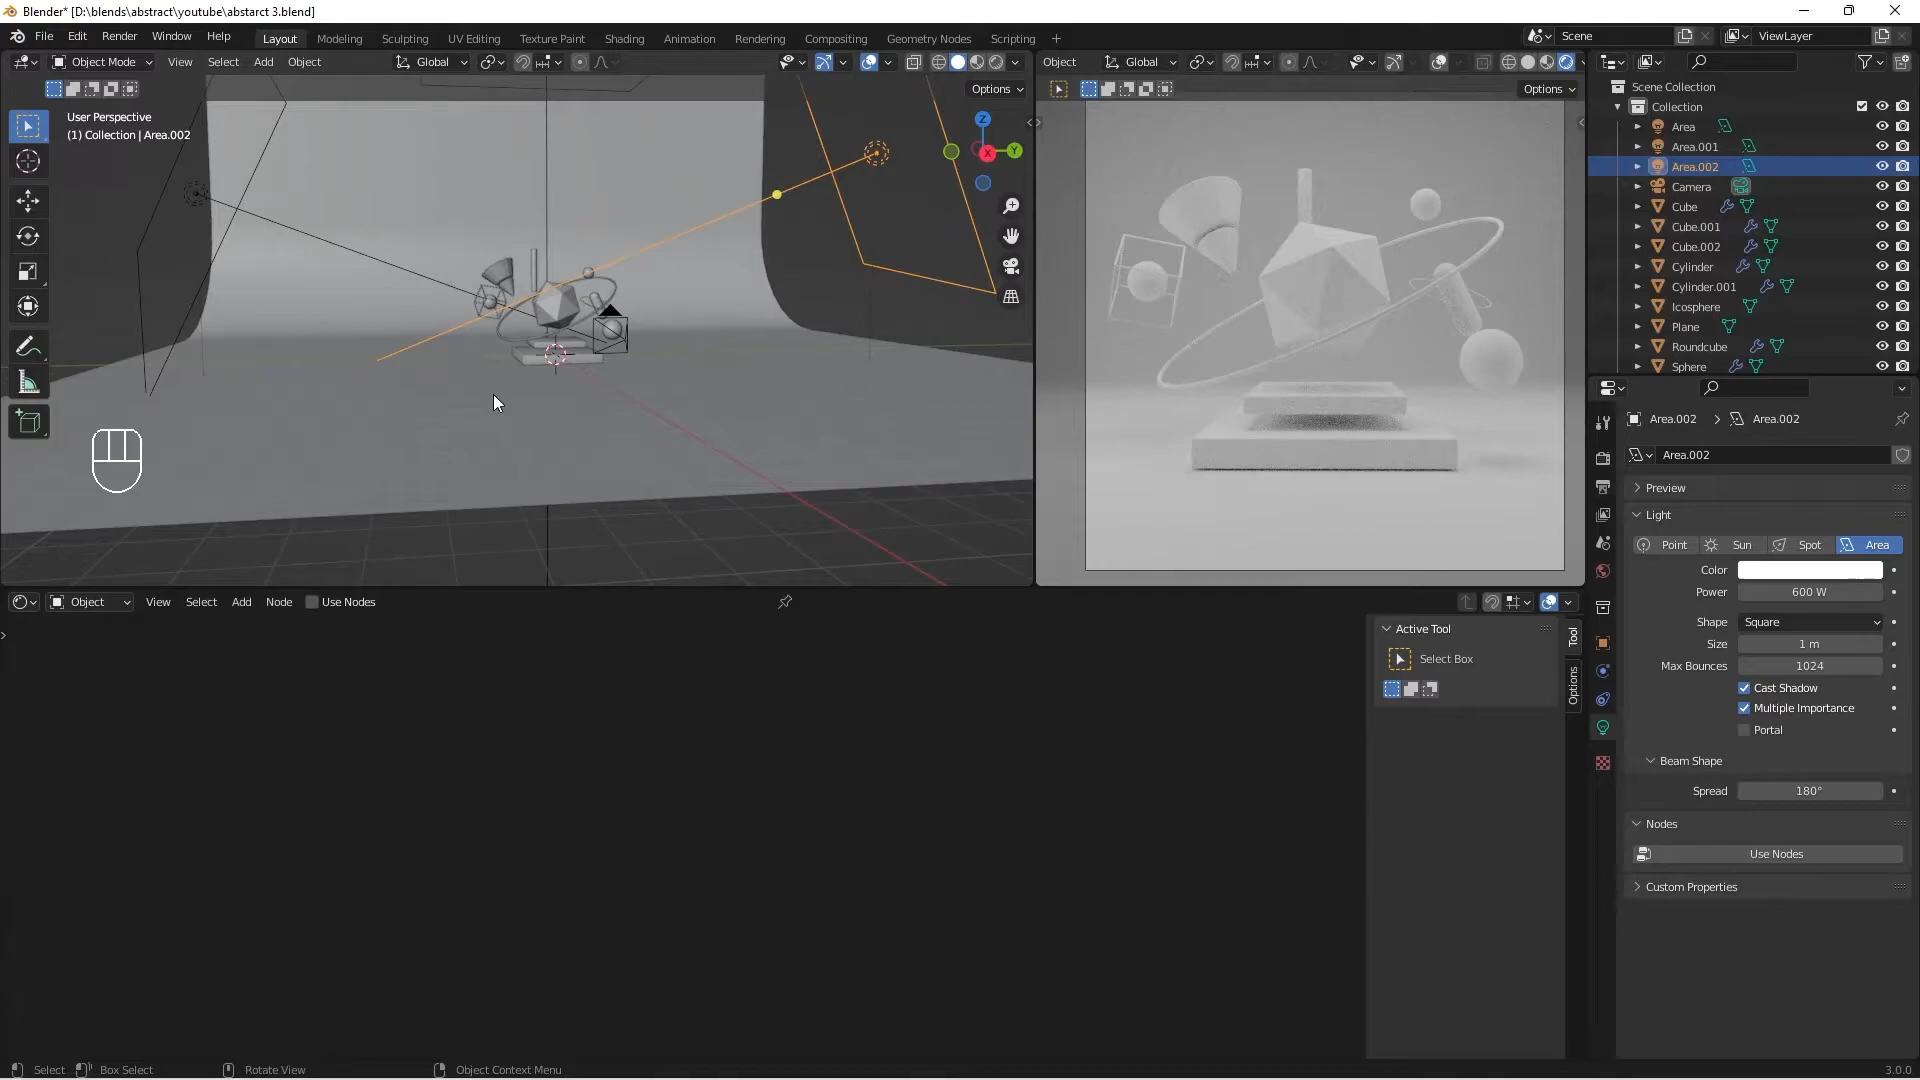 Blender* [D:\blends\abstract\youtube\abstarct 3.blend]
File Edit Render Window Help
Layout Modeling Sculpting UV Editing Texture Paint Shading Animation Rendering Compositing Geometry Nodes Scripting +
Scene
ViewLayer
Object Mode View Select Add Object
Global
Object
Global
Options
Options
User Perspective
(1) Collection | Area.002
Z
X
Y
Scene Collection
Collection
Area
Area.001
Area.002
Camera
Cube
Cube.001
Cube.002
Cylinder
Cylinder.001
Icosphere
Plane
Roundcube
Sphere
Area.002 > Area.002
Area.002
Preview
Light
Point Sun Spot Area
Color
Power 600 W
Shape Square
Size 1 m
Max Bounces 1024
Cast Shadow
Multiple Importance
Portal
Beam Shape
Spread 180°
Nodes
Use Nodes
Custom Properties
Object View Select Add Node Use Nodes
Active Tool
Select Box
Tool
Options
Select Box Select Rotate View Object Context Menu
3.0.0